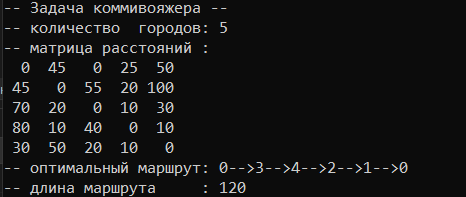 -- Задача коммивояжера --
-- количество  городов: 5
-- матрица расстояний :
  0  45   0  25  50
 45   0  55  20 100
 70  20   0  10  30
 80  10  40   0  10
 30  50  20  10   0
-- оптимальный маршрут: 0-->3-->4-->2-->1-->0
-- длина маршрута     : 120